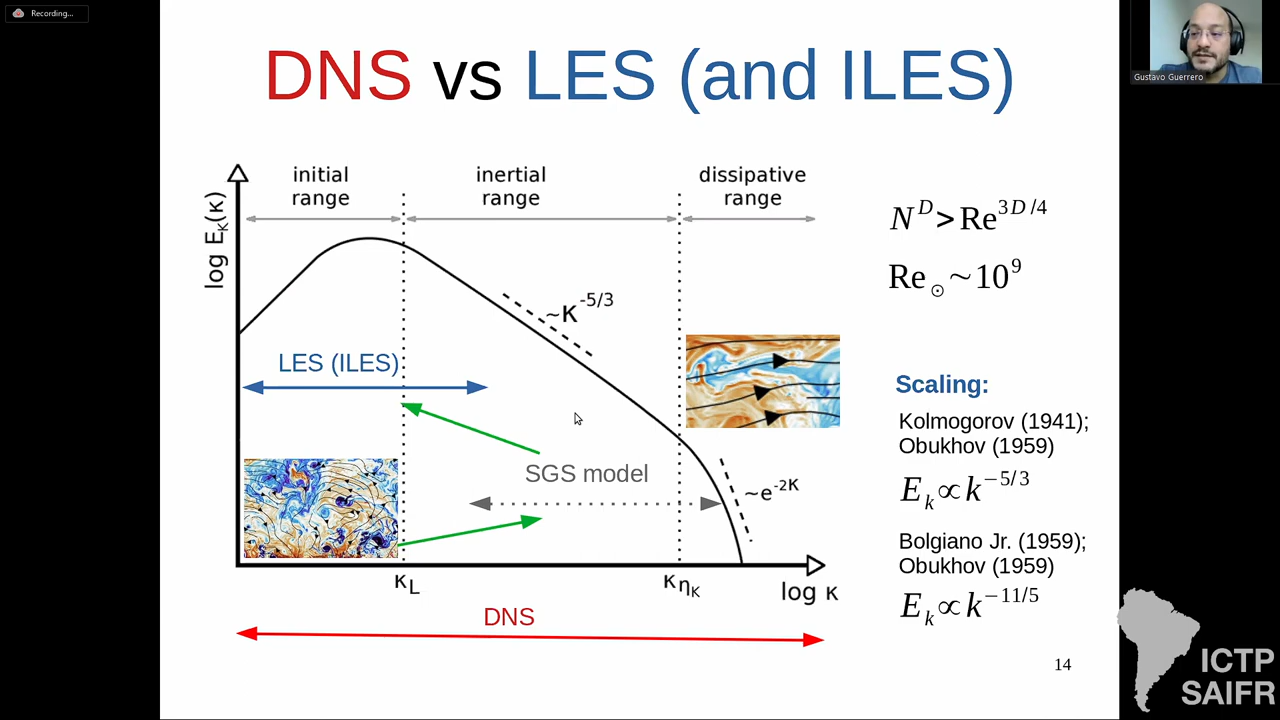 Recording...
DNS vs LES (and ILES)
Gustavo Guerrero
initial
range
inertial
range
dissipative
range
log E_K(κ)
~κ^-5/3
LES (ILES)
SGS model
~e^-2κ
κ_L
κ_ηK
log κ
DNS
N^D > Re^3D/4
Re_⊙ ~ 10^9
Scaling:
Kolmogorov (1941);
Obukhov (1959)
E_k ∝ k^−5/3
Bolgiano Jr. (1959);
Obukhov (1959)
E_k ∝ k^−11/5
14
ICTP
SAIFR